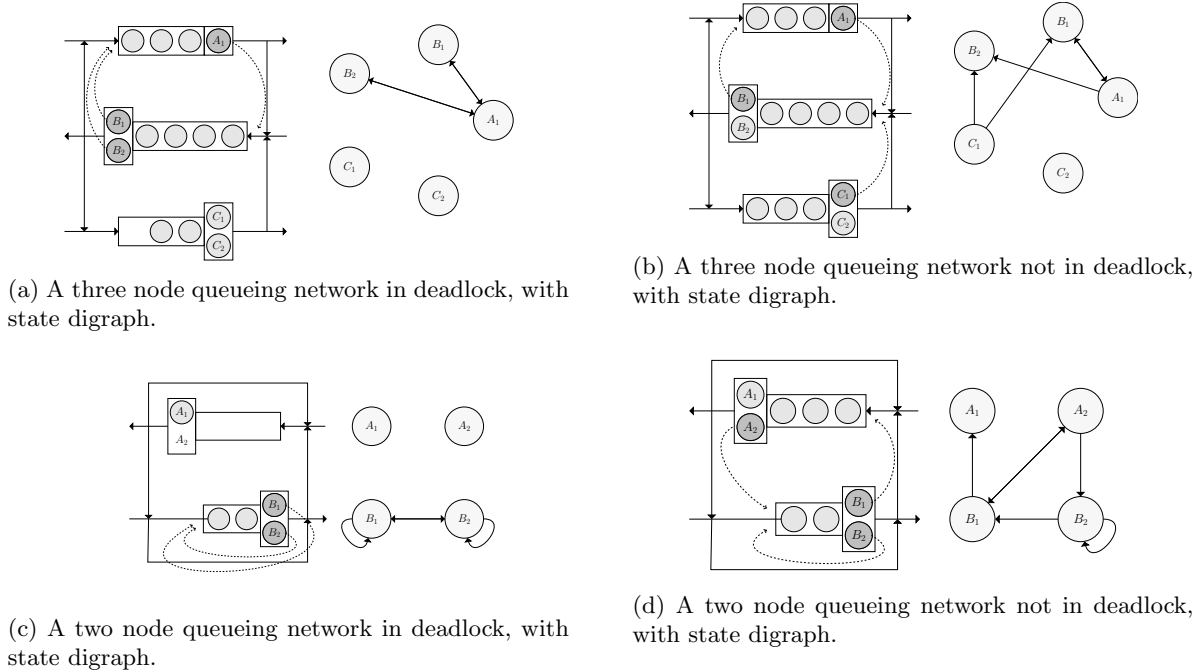 A₁
B₁
B₂
C₁
C₂
B₁
B₂
A₁
C₁
C₂
(a) A three node queueing network in deadlock, with
state digraph.
A₁
B₁
B₂
C₁
C₂
B₁
B₂
A₁
C₁
C₂
(b) A three node queueing network not in deadlock,
with state digraph.
A₁
A₂
B₁
B₂
A₁ A₂
B₁ B₂
(c) A two node queueing network in deadlock, with
state digraph.
A₁
A₂
B₁
B₂
A₁ A₂
B₁ B₂
(d) A two node queueing network not in deadlock,
with state digraph.